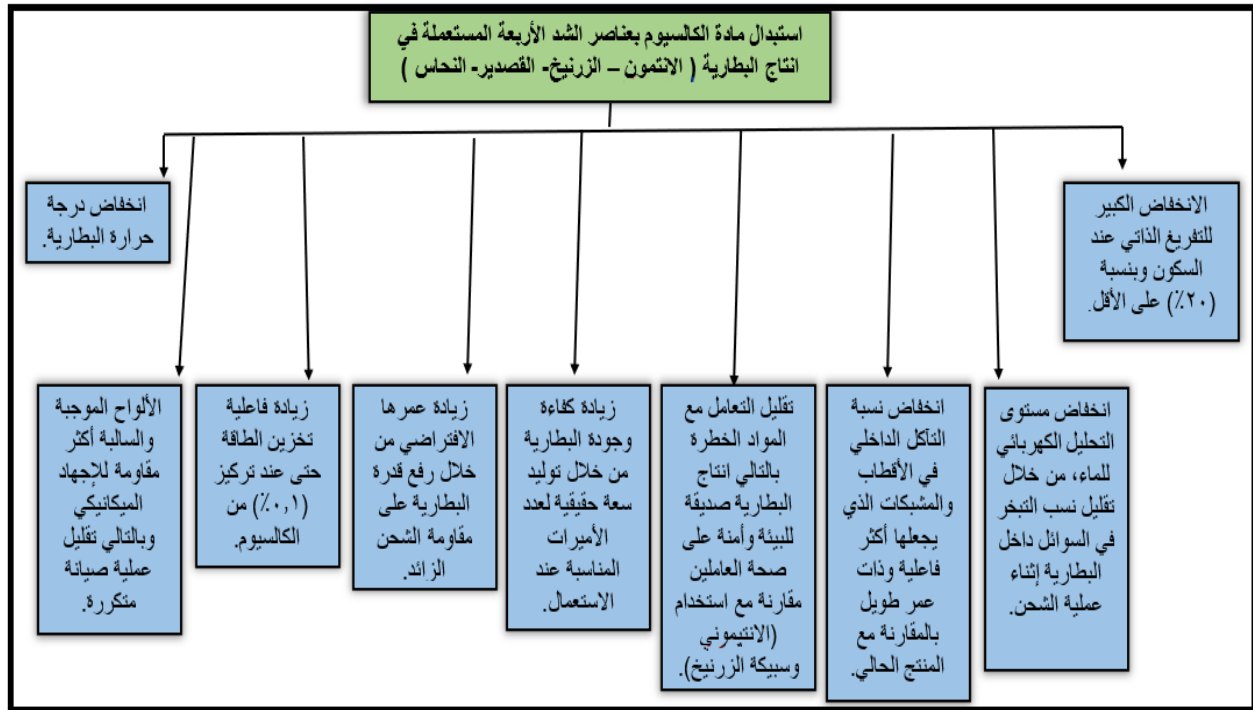 استبدال مادة الكالسيوم بعناصر الشد الأربعة المستعملة في
انتاج البطارية ( الانتمون – الزرنيخ- القصدير- النحاس )
الانخفاض الكبير
للتفريغ الذاتي عند
السكون وبنسبة
(٢٠٪) على الأقل.
انخفاض درجة
حرارة البطارية.
انخفاض مستوى
التحليل الكهربائي
للماء، من خلال
تقليل نسب التبخر
في السوائل داخل
البطارية إثناء
عملية الشحن.
انخفاض نسبة
التآكل الداخلي
في الأقطاب
والمشبكات الذي
يجعلها أكثر
فاعلية وذات
عمر طويل
بالمقارنة مع
المنتج الحالي.
تقليل التعامل مع
المواد الخطرة
بالتالي انتاج
البطارية صديقة
للبيئة وأمنة على
صحة العاملين
مقارنة مع استخدام
(الانتيموني
وسبيكة الزرنيخ).
زيادة كفاءة
وجودة البطارية
من خلال توليد
سعة حقيقية لعدد
الأمبيرات
المناسبة عند
الاستعمال.
زيادة عمرها
الافتراضي من
خلال رفع قدرة
البطارية على
مقاومة الشحن
الزائد.
زيادة فاعلية
تخزين الطاقة
حتى عند تركيز
(٠,١٪) من
الكالسيوم.
الألواح الموجبة
والسالبة أكثر
مقاومة للإجهاد
الميكانيكي
وبالتالي تقليل
عملية صيانة
متكررة.